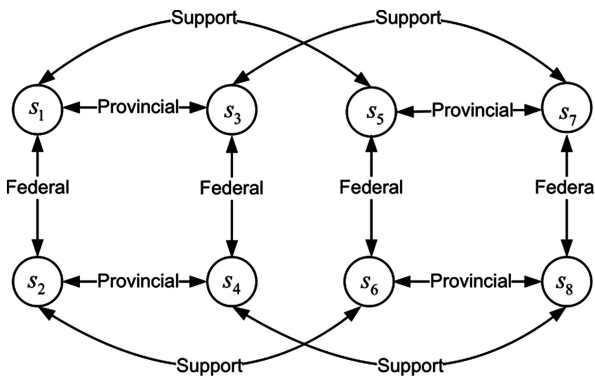 Support Support
s1 Provincial s3 s5 Provincial s7
Federal Federal Federal Federa
s2 Provincial s4 s6 Provincial s8
Support Support